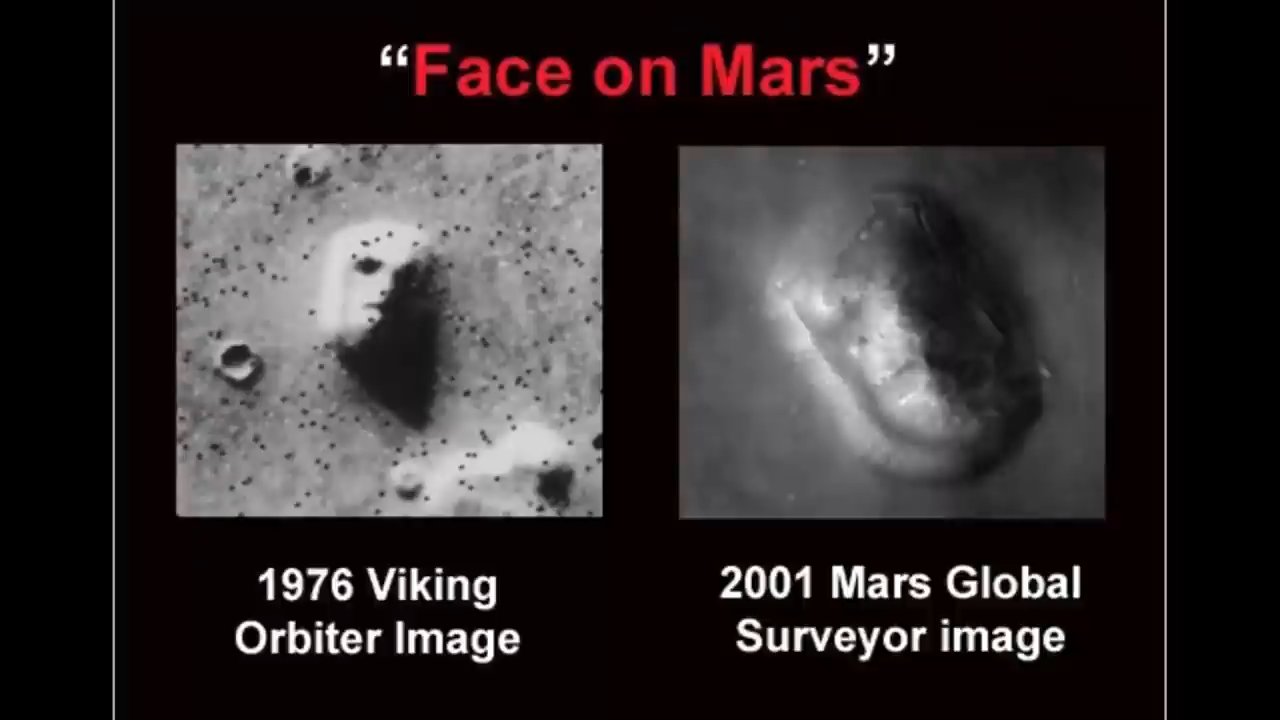 “Face on Mars”
1976 Viking
Orbiter Image
2001 Mars Global
Surveyor image